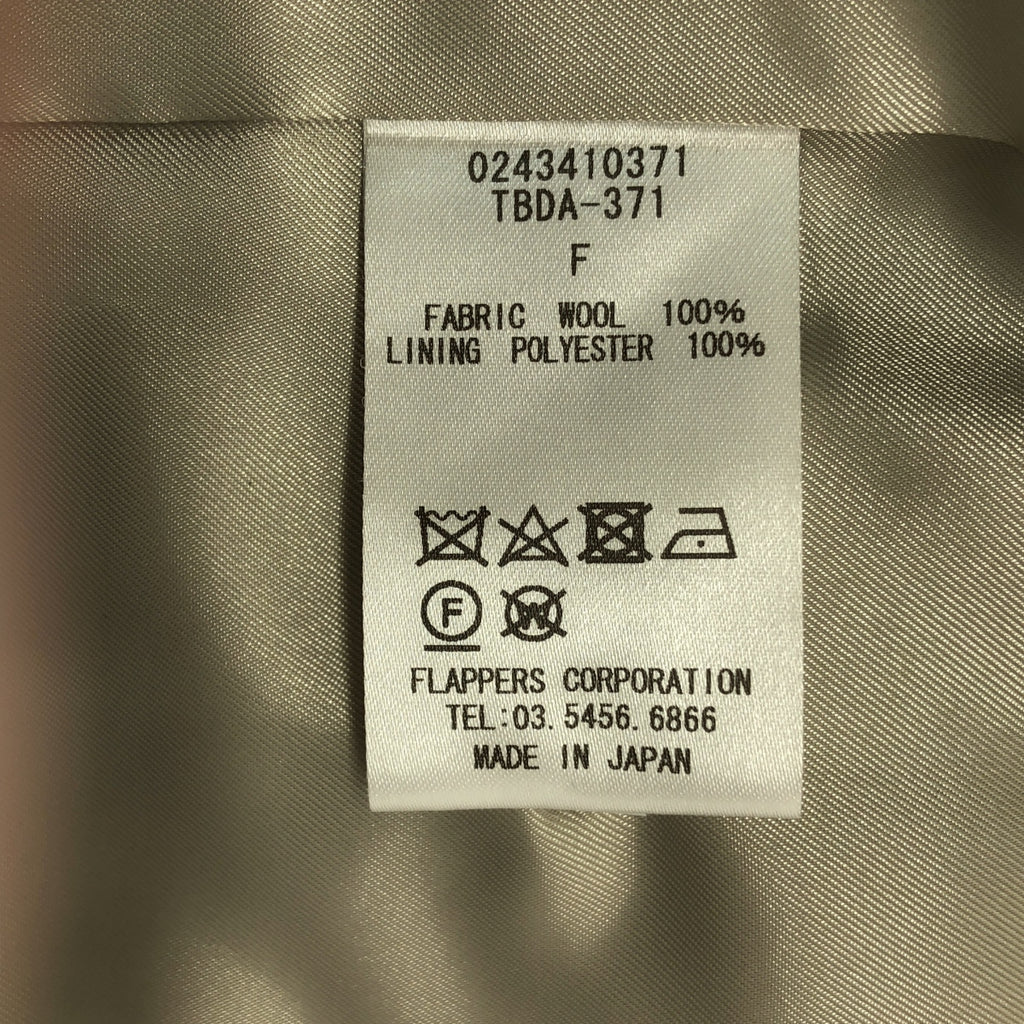 0243410371
TBDA-371
F
FABRIC WOOL 100%
LINING POLYESTER 100%
F W
FLAPPERS CORPORATION
TEL:03.5456.6866
MADE IN JAPAN